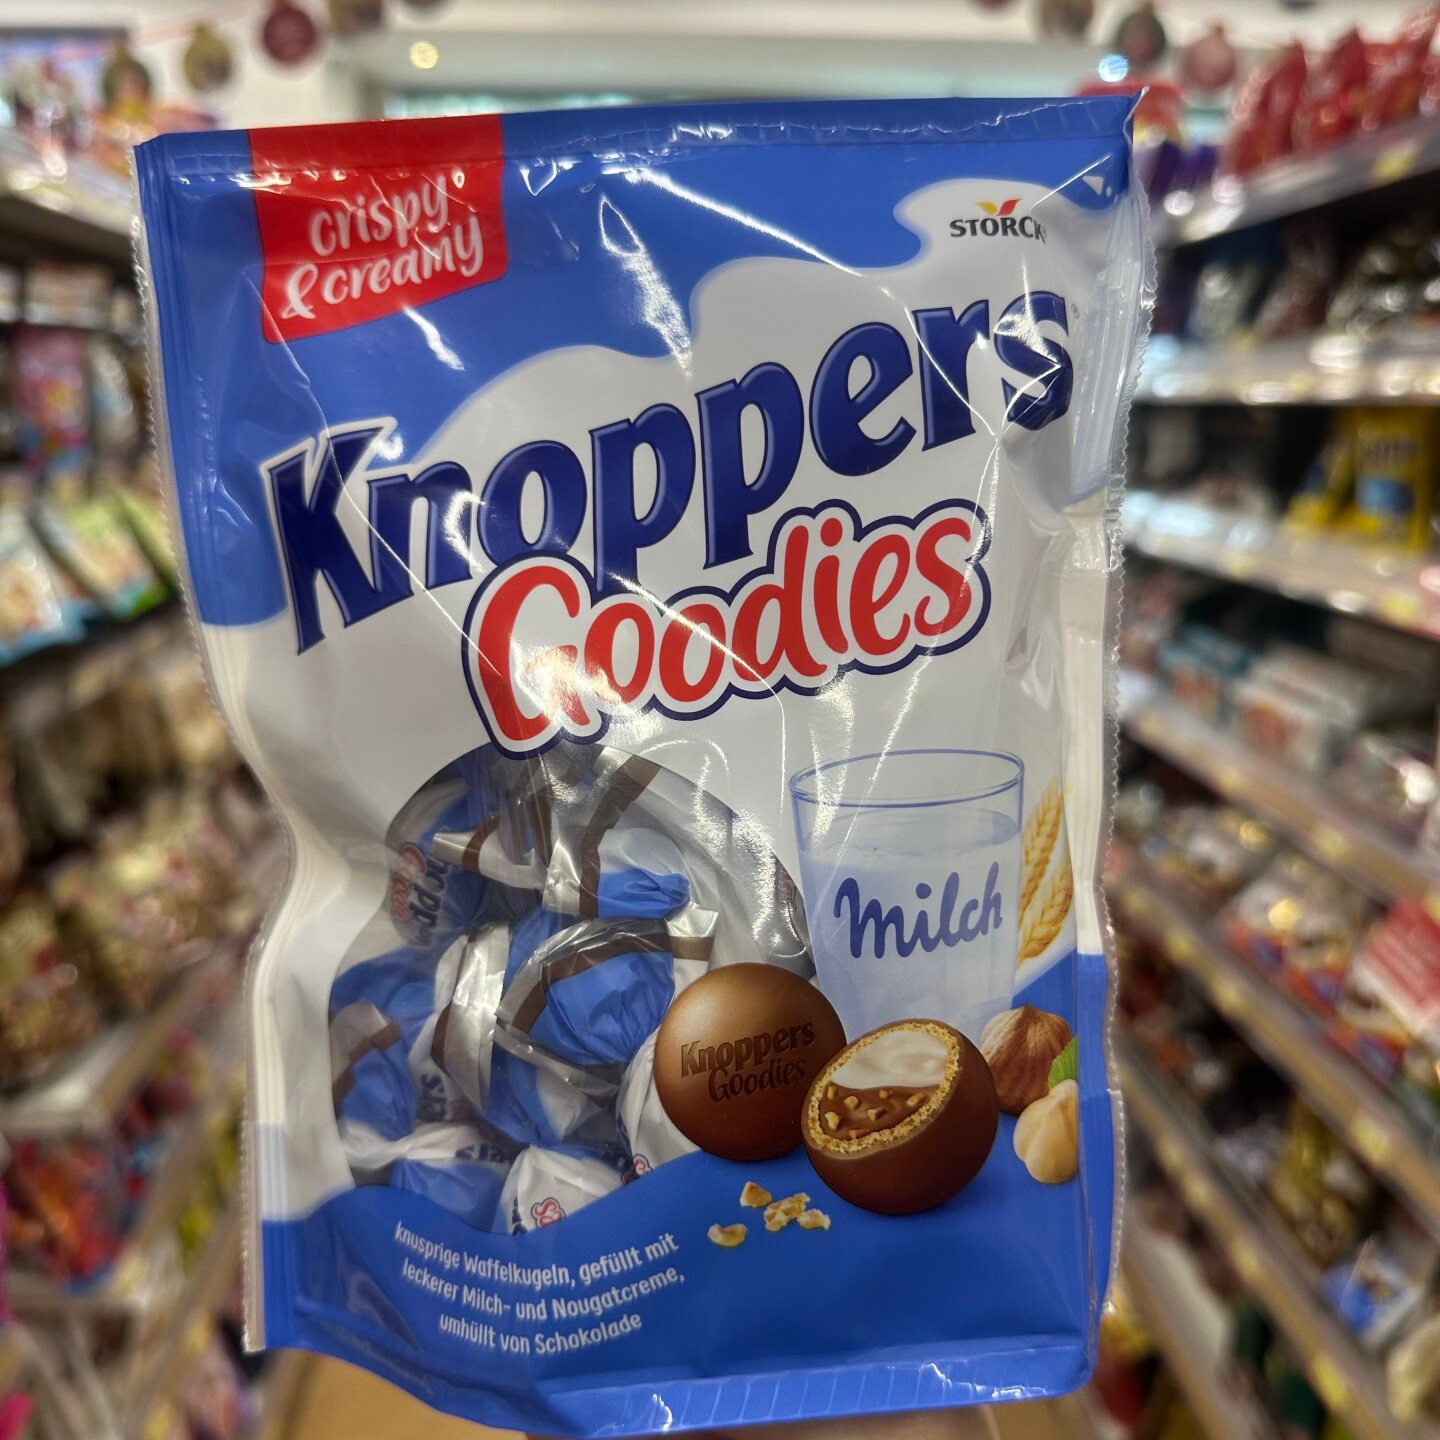 crispy
& creamy
STORCK
Knoppers
Goodies
milch
Knoppers
Goodies
knusprige Waffelkugeln, gefüllt mit
leckerer Milch- und Nougatcreme,
umhüllt von Schokolade